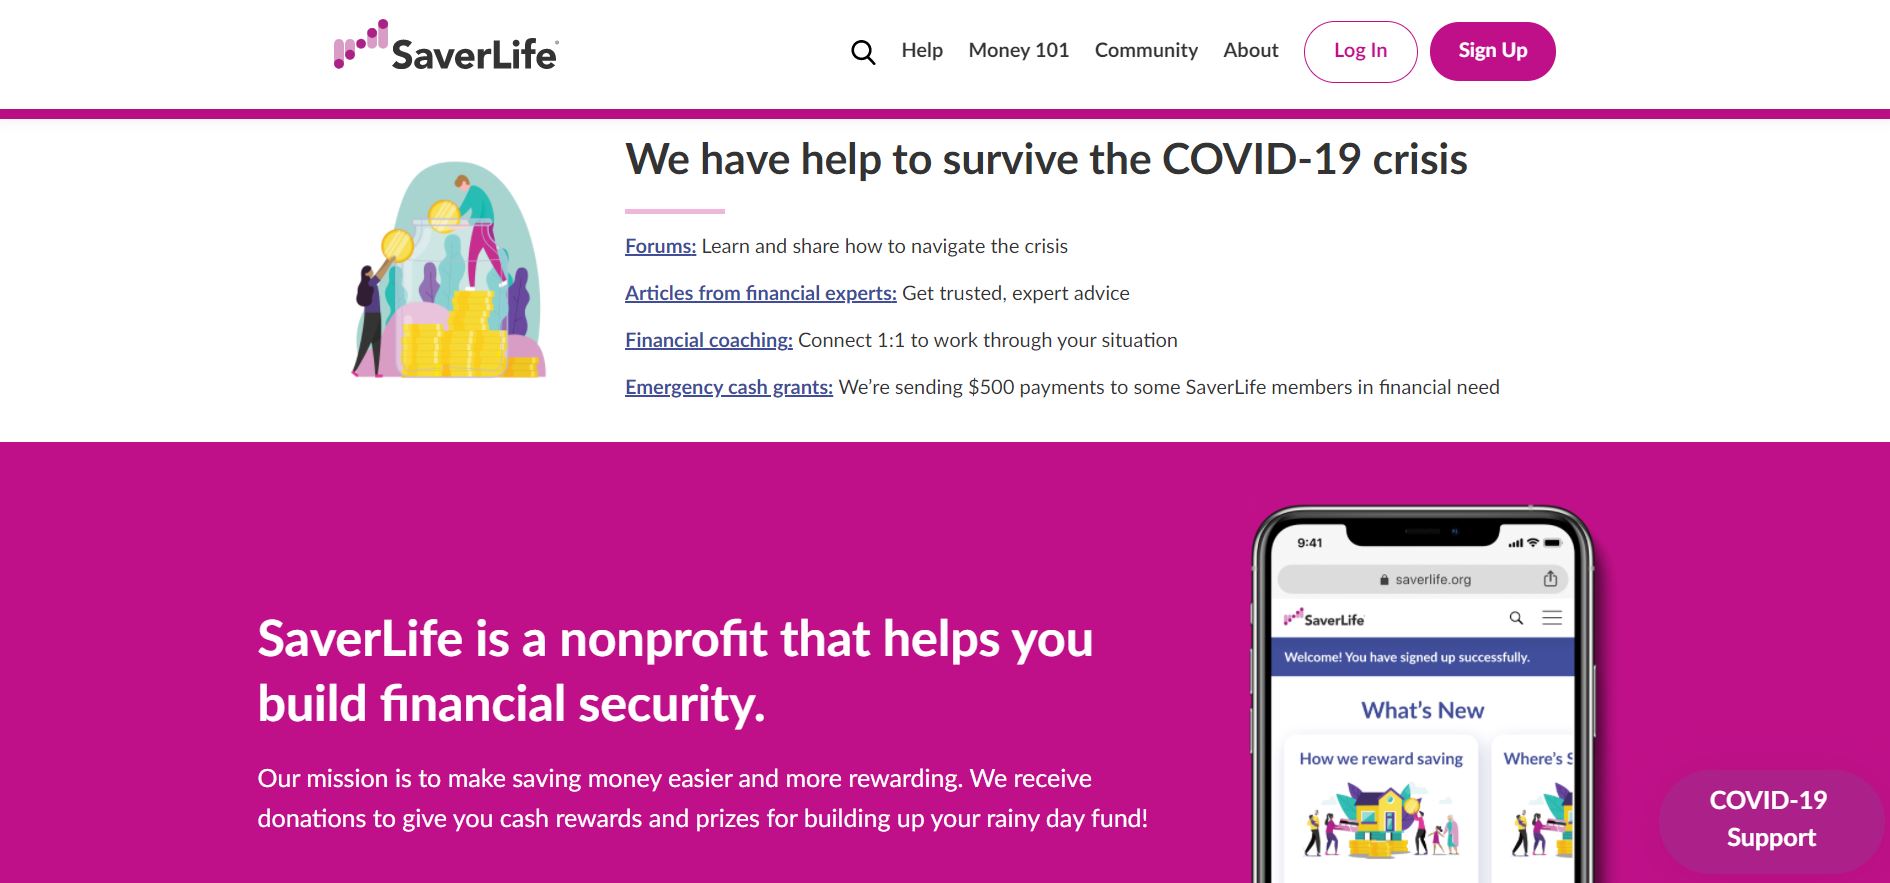 SaverLife
Help Money 101 Community About Log In Sign Up
We have help to survive the COVID-19 crisis
Forums: Learn and share how to navigate the crisis
Articles from financial experts: Get trusted, expert advice
Financial coaching: Connect 1:1 to work through your situation
Emergency cash grants: We're sending $500 payments to some SaverLife members in financial need
SaverLife is a nonprofit that helps you
build financial security.
Our mission is to make saving money easier and more rewarding. We receive
donations to give you cash rewards and prizes for building up your rainy day fund!
9:41
saverlife.org
SaverLife
Welcome! You have signed up successfully.
What's New
How we reward saving
Where's S
COVID-19
Support